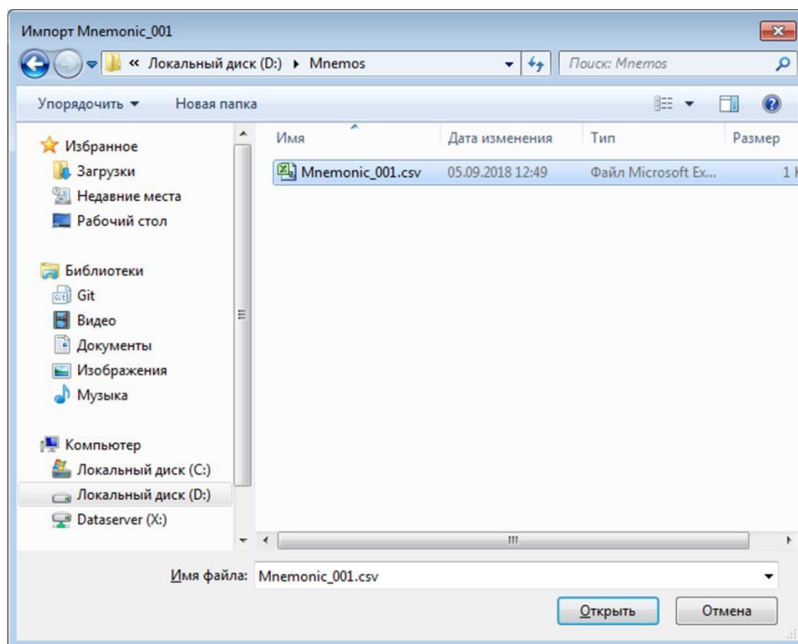 Импорт Mnemonic_001
« Локальный диск (D:) Mnemos
Поиск: Mnemos
Упорядочить Новая папка
Избранное
Загрузки
Недавние места
Рабочий стол
Библиотеки
Git
Видео
Документы
Изображения
Музыка
Компьютер
Локальный диск (C:)
Локальный диск (D:)
Dataserver (X:)
Имя Дата изменения Тип Размер
Mnemonic_001.csv 05.09.2018 12:49 Файл Microsoft Ex... 1
Имя файла: Mnemonic_001.csv
Открыть Отмена